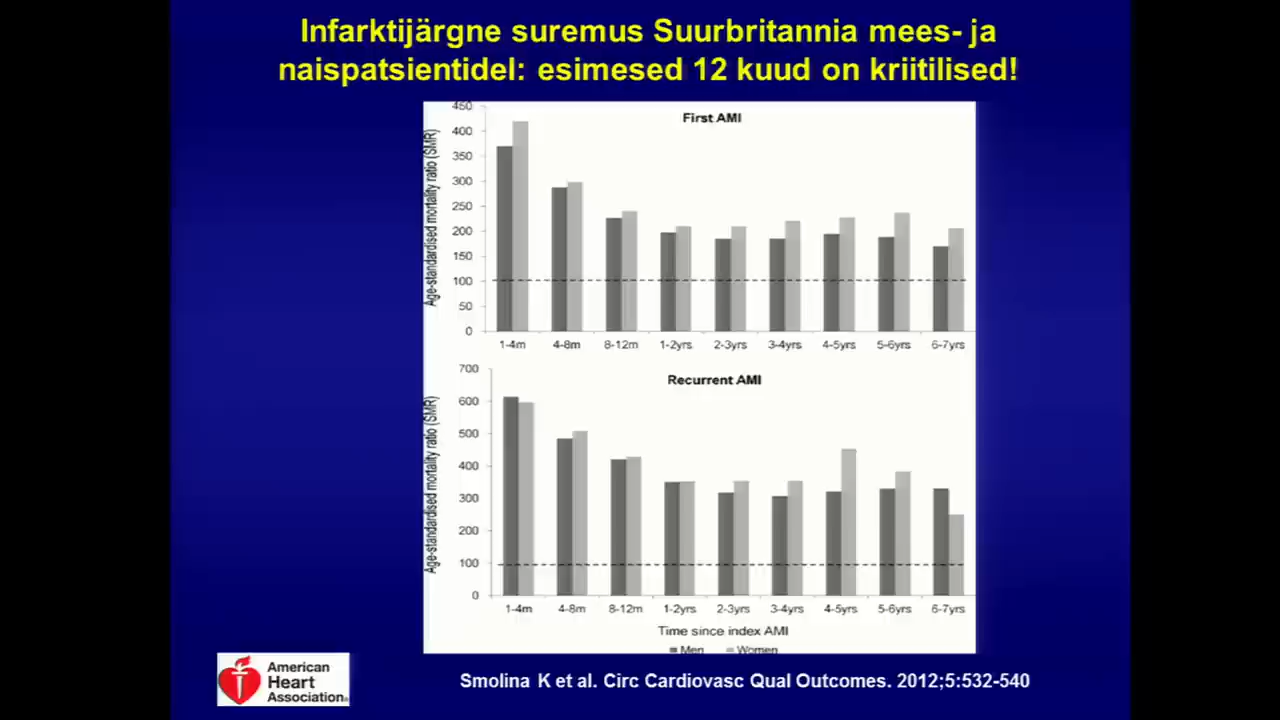 Infarktijärgne suremus Suurbritannia mees- ja
naispatsientidel: esimesed 12 kuud on kriitilised!
First AMI
Age-standardised mortality ratio (SMR)
450
400
350
300
250
200
150
100
50
0
1-4m 4-8m 8-12m 1-2yrs 2-3yrs 3-4yrs 4-5yrs 5-6yrs 6-7yrs
Recurrent AMI
Age-standardised mortality ratio (SMR)
700
600
500
400
300
200
100
0
1-4m 4-8m 8-12m 1-2yrs 2-3yrs 3-4yrs 4-5yrs 5-6yrs 6-7yrs
Time since index AMI
Men Women
American
Heart
Association®
Smolina K et al. Circ Cardiovasc Qual Outcomes. 2012;5:532-540